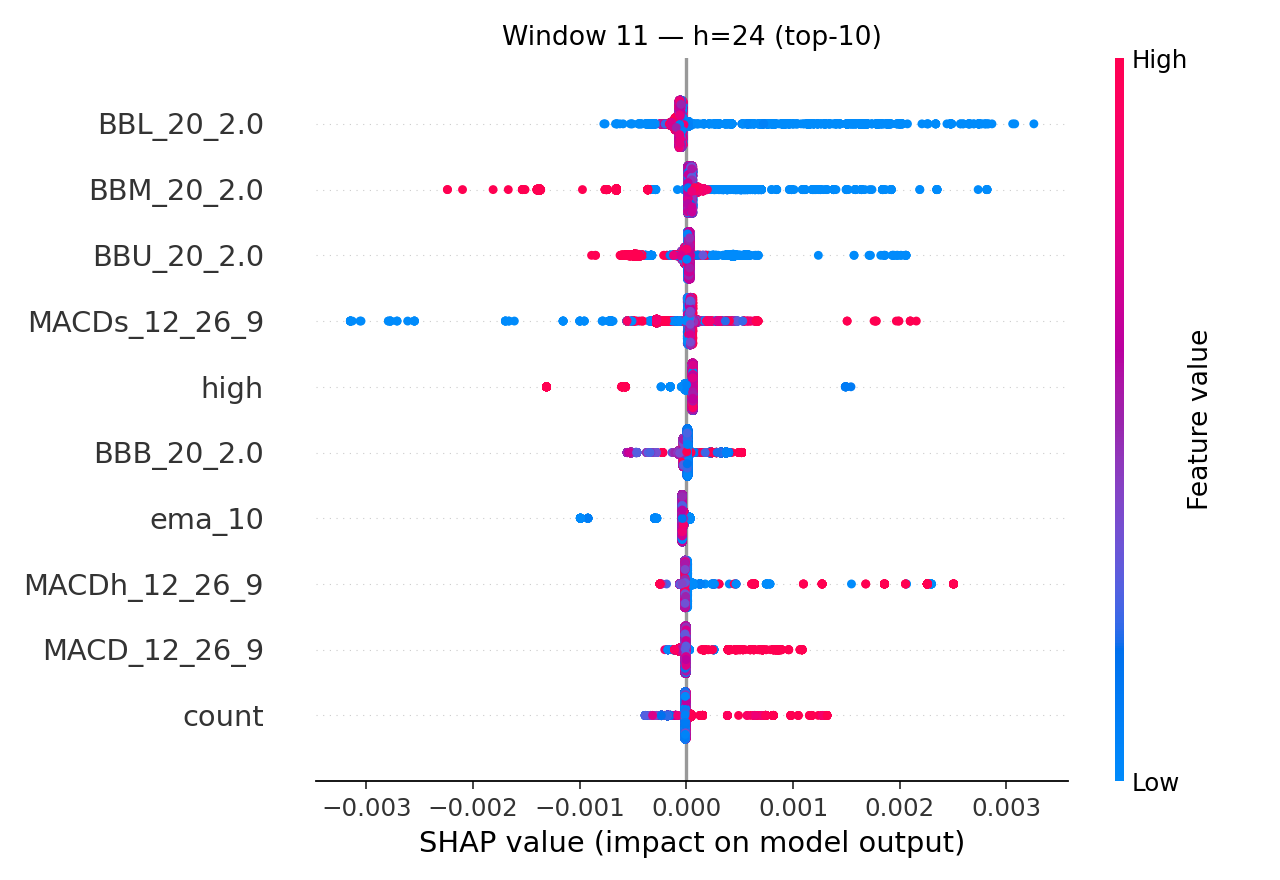 Window 11 — h=24 (top-10)
High
BBL_20_2.0
BBM_20_2.0
BBU_20_2.0
MACDs_12_26_9
high
BBB_20_2.0
ema_10
MACDh_12_26_9
MACD_12_26_9
count
Feature value
Low
−0.003 −0.002 −0.001 0.000 0.001 0.002 0.003
SHAP value (impact on model output)